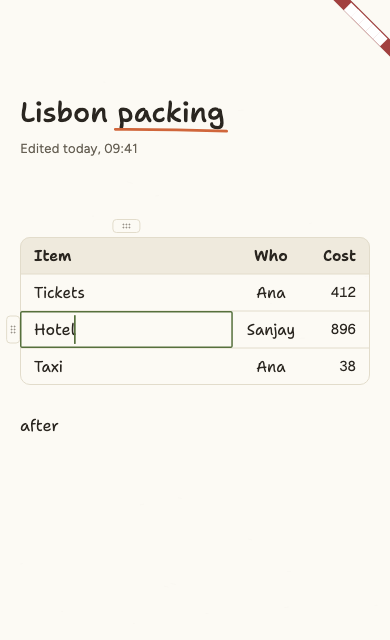 Lisbon packing
Edited today, 09:41
Item Who Cost
Tickets Ana 412
Hotel Sanjay 896
Taxi Ana 38
after